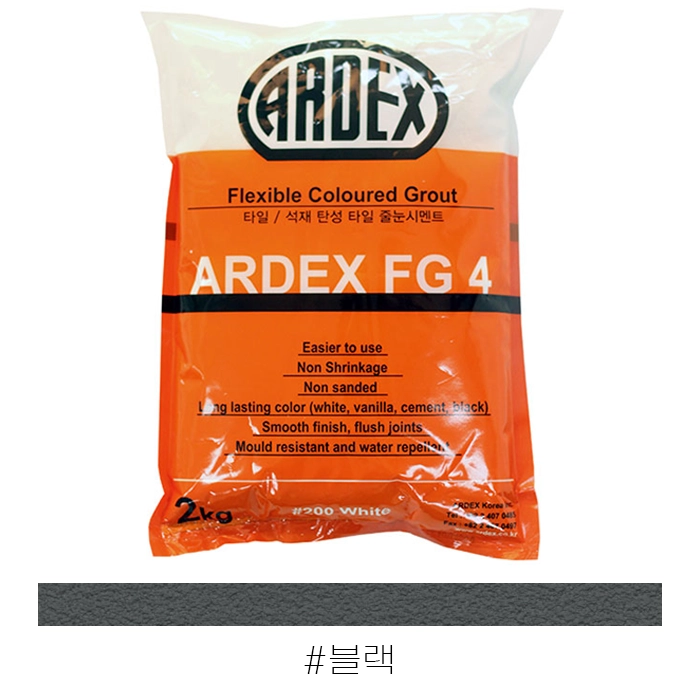 ARDEX
Flexible Coloured Grout
타일 / 석재 탄성 타일 줄눈시멘트
ARDEX FG 4
Easier to use
Non Shrinkage
Non sanded
Long lasting color (white, vanilla, cement, black)
Smooth finish, flush joints
Mould resistant and water repellent
2kg
#200 White
ARDEX Korea
#블랙